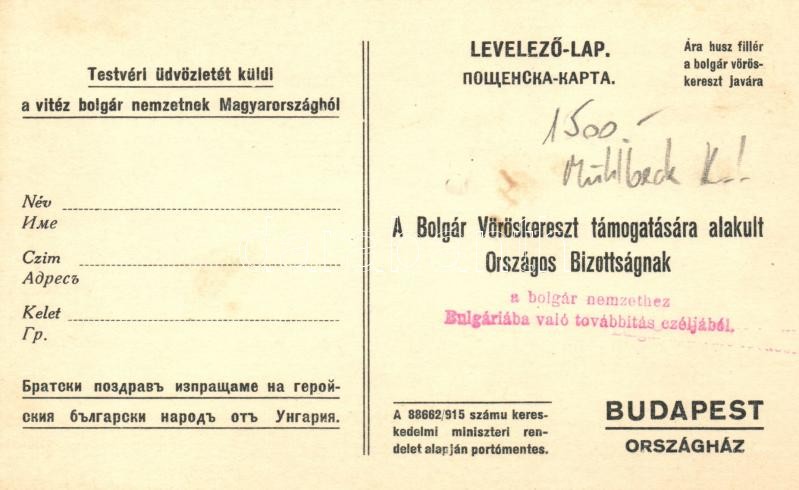 Testvéri üdvözletét küldi
a vitéz bolgár nemzetnek Magyarországhól
Név
Име
Czim
Адресъ
Kelet
Гр.
Братски поздравъ изпращаме на герой-
ския български народъ отъ Унгария.
LEVELEZŐ-LAP.
ПОЩЕНСКА-КАРТА.
Ára husz fillér
a bolgár vörös-
kereszt javára
1500.-
Mühlbeck K.!
A Bolgár Vöröskereszt támogatására alakult
Országos Bizottságnak
a bolgár nemzethez
Bulgáriába való továbbitás czéljából.
A 88662/915 számu keres-
kedelmi miniszteri ren-
delet alapján portómentes.
BUDAPEST
ORSZÁGHÁZ